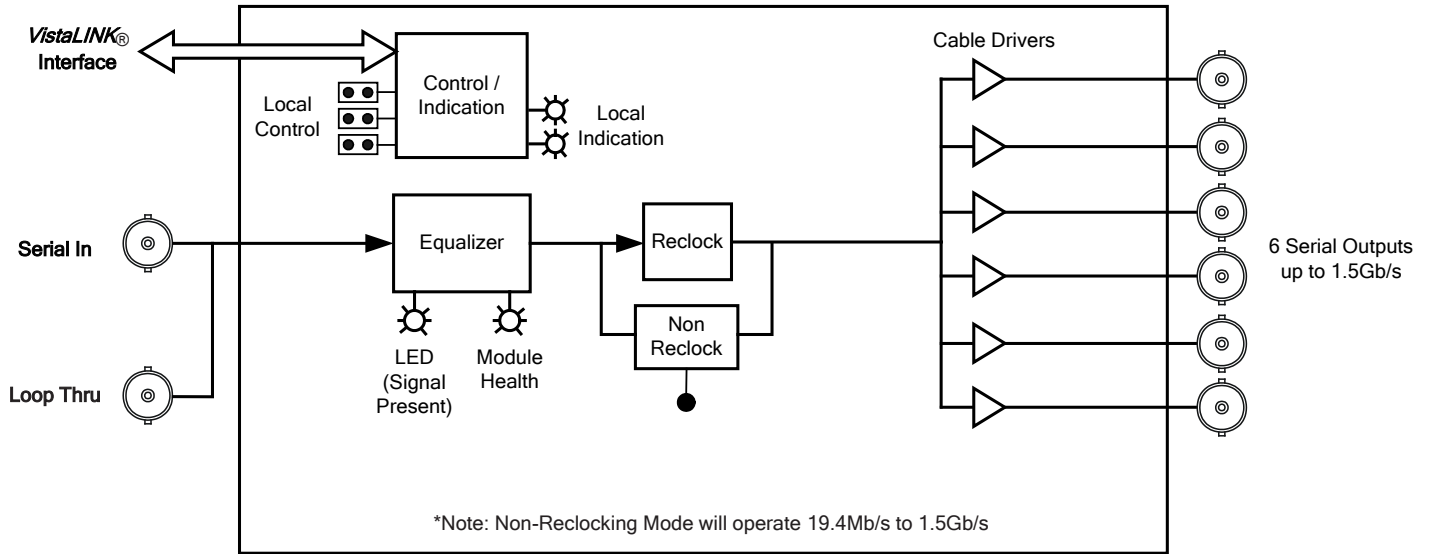 VistaLINK®
Interface
Control /
Indication
Local
Control
Local
Indication
Cable Drivers
Serial In
Equalizer
Reclock
Non
Reclock
LED
(Signal
Present)
Module
Health
Loop Thru
6 Serial Outputs
up to 1.5Gb/s
*Note: Non-Reclocking Mode will operate 19.4Mb/s to 1.5Gb/s